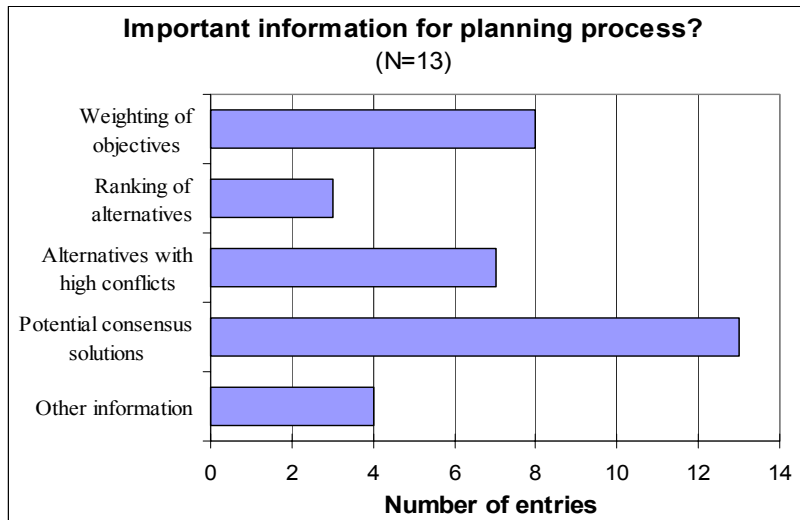 Important information for planning process?
(N=13)
Weighting of
objectives
Ranking of
alternatives
Alternatives with
high conflicts
Potential consensus
solutions
Other information
0 2 4 6 8 10 12 14
Number of entries